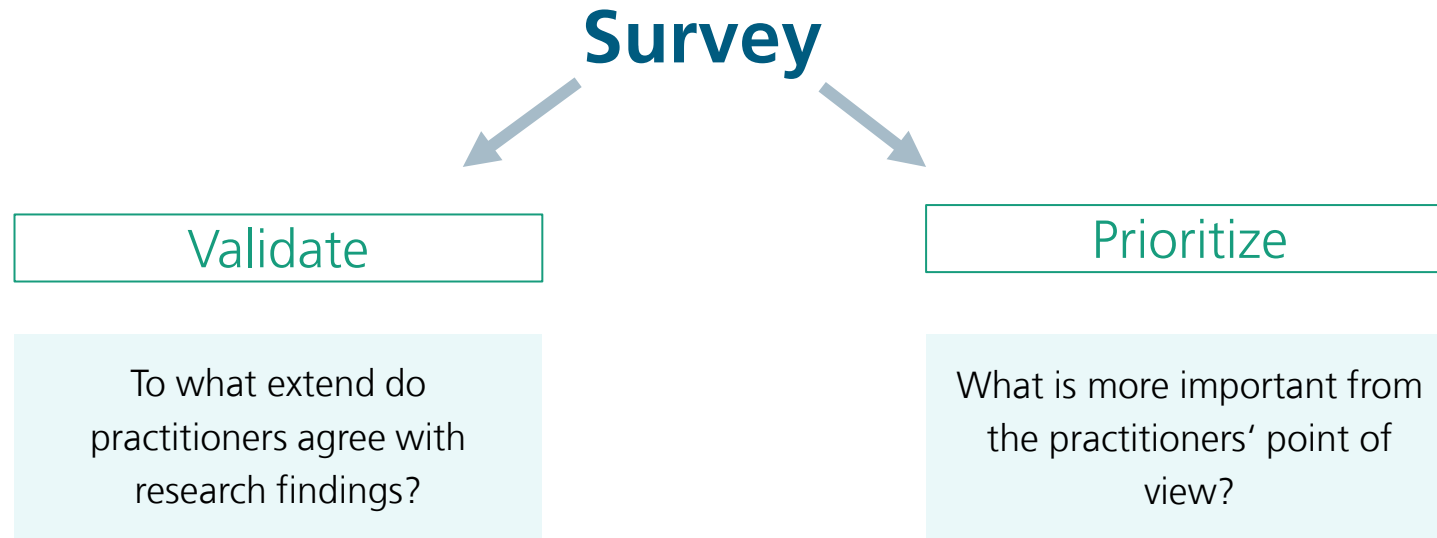 Survey
Validate
To what extend do
practitioners agree with
research findings?
Prioritize
What is more important from
the practitioners‘ point of
view?